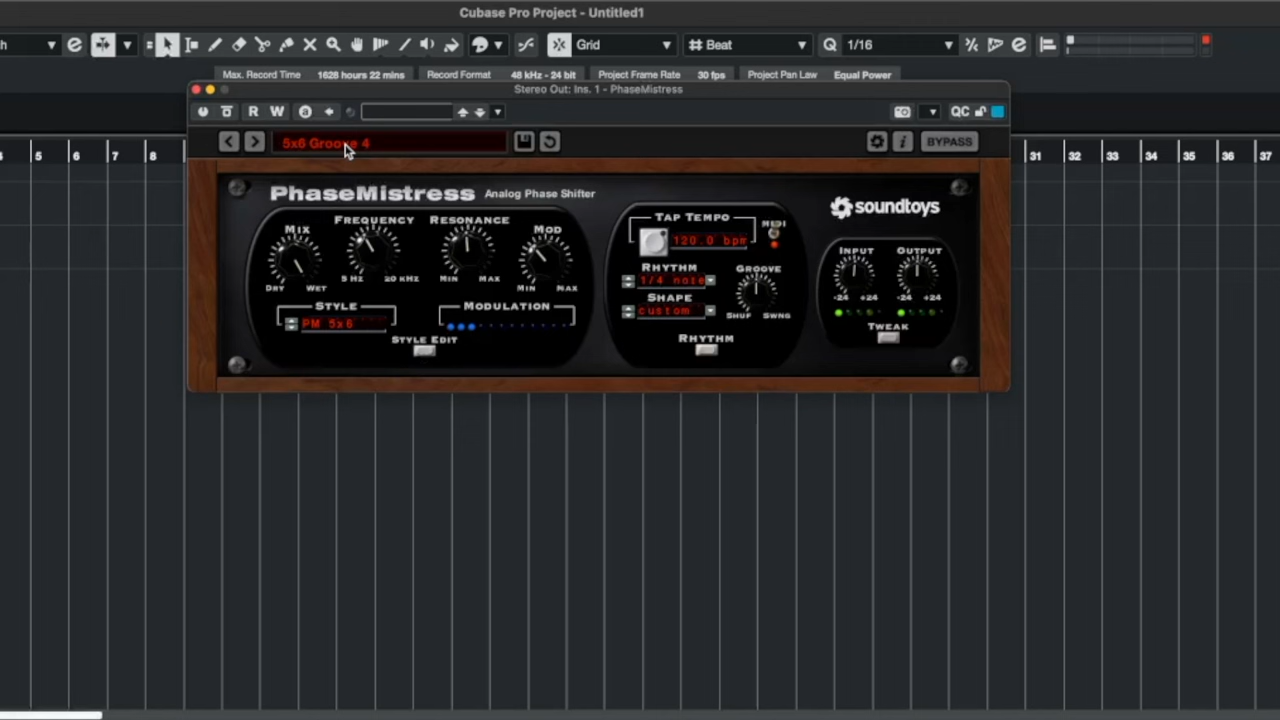 Cubase Pro Project - Untitled1
h Grid Beat Q 1/16
Max. Record Time 1628 hours 22 mins Record Format 48 kHz - 24 bit Project Frame Rate 30 fps Project Pan Law Equal Power
Stereo Out: Ins. 1 - PhaseMistress
R W a QC
5x6 Groove 4 i BYPASS
4 5 6 7 8 31 32 33 34 35 36 37
PhaseMistress Analog Phase Shifter
soundtoys
MIX FREQUENCY RESONANCE MOD
DRY WET 5 HZ 20 KHZ MIN MAX MIN MAX
STYLE MODULATION
PM 5x6
STYLE EDIT
TAP TEMPO MIDI
120.0 bpm
RHYTHM GROOVE
1/4 note
SHAPE
custom SHUF SWNG
RHYTHM
INPUT OUTPUT
-24 +24 -24 +24
TWEAK